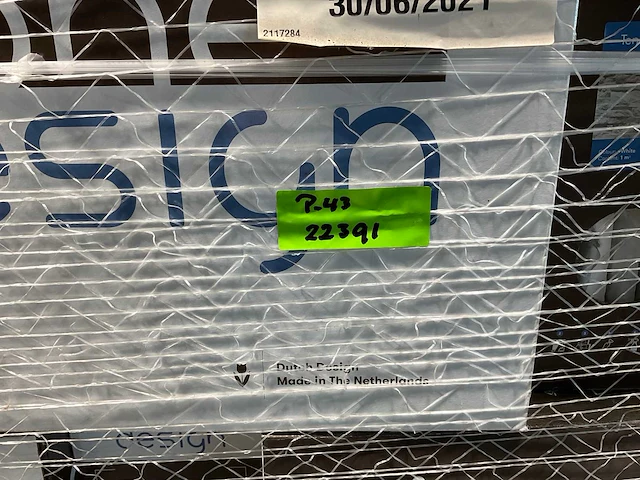 30/06/2021
2117284
esign
P-43
22391
Dutch Design
Made in The Netherlands
design